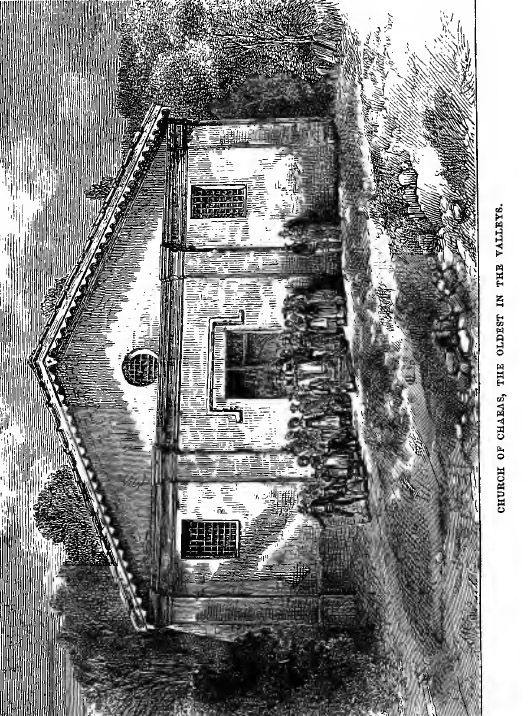 CHURCH OF CHABAS, THE OLDEST IN THE VALLEYS.